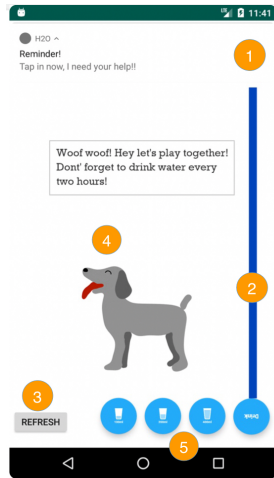 11:41
1
H2O
Reminder!
Tap in now, I need your help!!
Woof woof! Hey let's play together!
Dont' forget to drink water every
two hours!
4
2
3
REFRESH
5